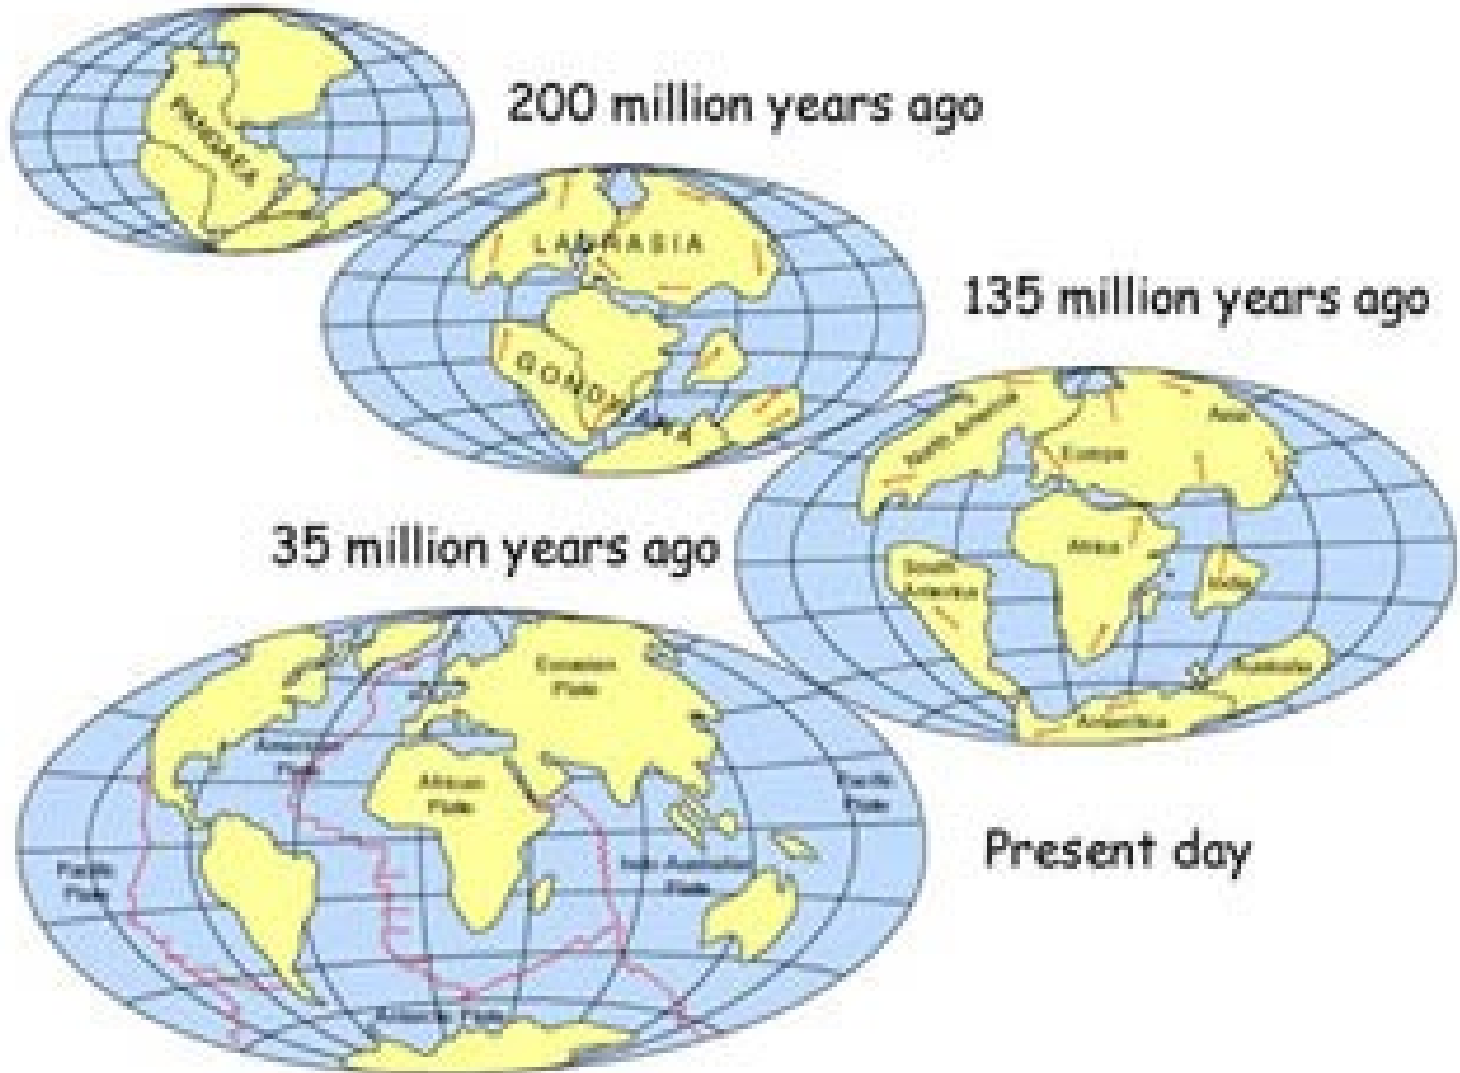 200 million years ago
PANGAEA
LAURASIA
135 million years ago
GONDWANA
North America
Asia
Europe
35 million years ago
Africa
South
America
India
Eurasian
Plate
Australia
Antarctica
American
Plate
African
Plate
Pacific
Plate
Present day
Pacific
Plate
Indo-Australian
Plate
Antarctic Plate